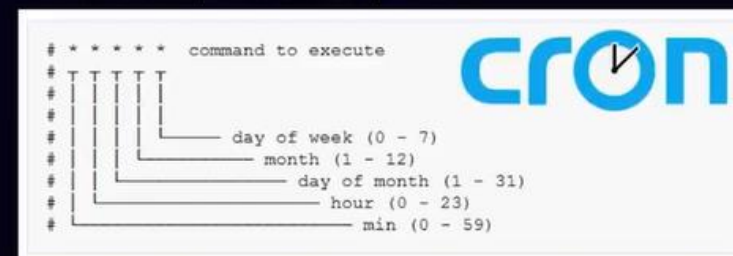 # * * * * * command to execute
cron
# ┬ ┬ ┬ ┬ ┬
# │ │ │ │ │
# │ │ │ │ │
# │ │ │ │ └───── day of week (0 - 7)
# │ │ │ └────────── month (1 - 12)
# │ │ └─────────────── day of month (1 - 31)
# │ └──────────────────── hour (0 - 23)
# └───────────────────────── min (0 - 59)